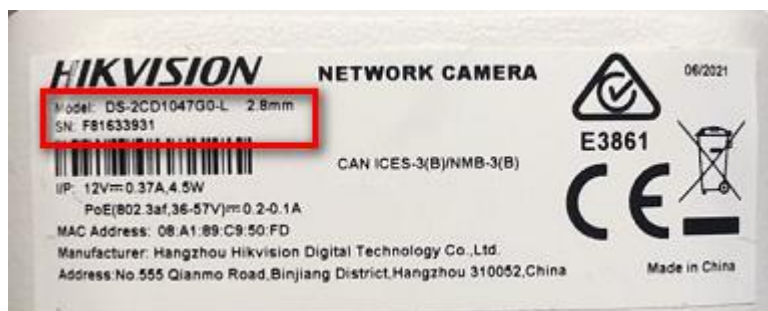 HIKVISION
NETWORK CAMERA
06/2021
Model: DS-2CD1047G0-L 2.8mm
SN: F81633931
E3861
CAN ICES-3(B)/NMB-3(B)
I/P: 12V⎓0.37A,4.5W
PoE(802.3af,36-57V)⎓0.2-0.1A
MAC Address: 08:A1:89:C9:50:FD
Manufacturer: Hangzhou Hikvision Digital Technology Co.,Ltd.
Address:No.555 Qianmo Road,Binjiang District,Hangzhou 310052,China
Made in China
CE